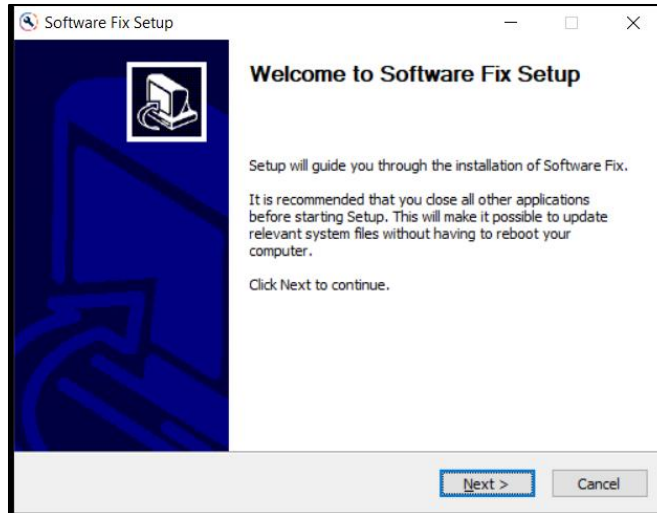 Software Fix Setup
Welcome to Software Fix Setup
Setup will guide you through the installation of Software Fix.
It is recommended that you close all other applications
before starting Setup. This will make it possible to update
relevant system files without having to reboot your
computer.
Click Next to continue.
Next >
Cancel